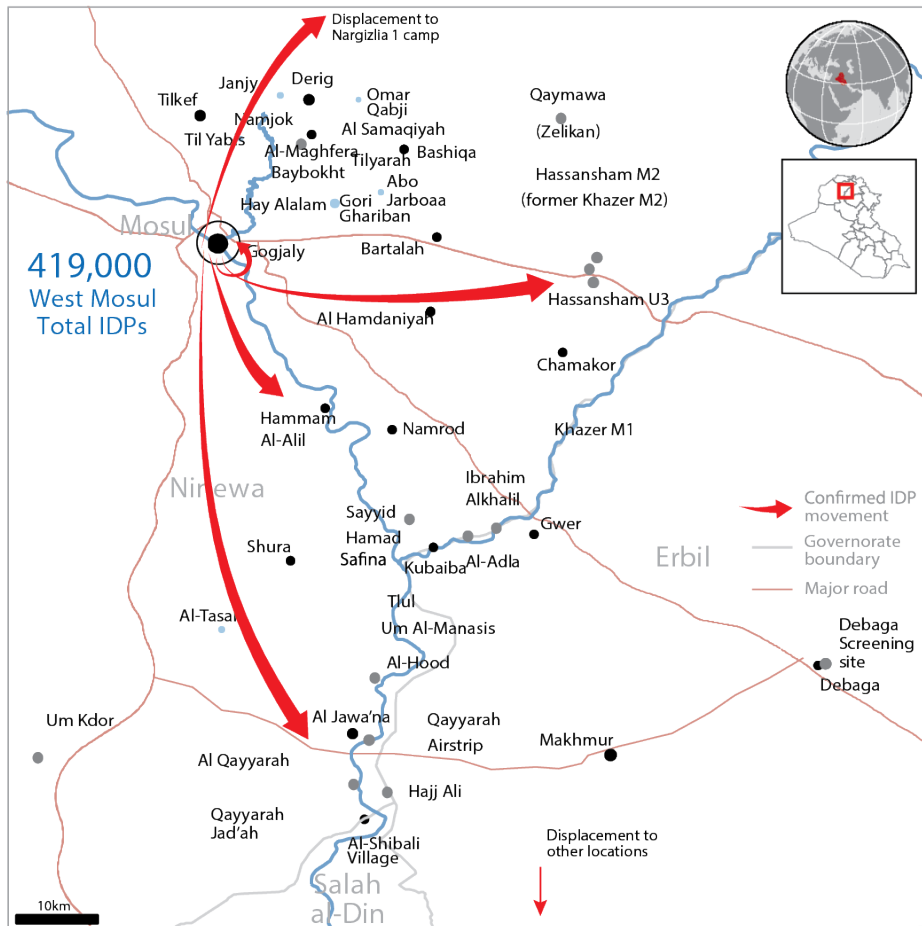 Displacement to
Nargizlia 1 camp
Janjy
Derig
Omar
Qabji
Qaymawa
Tilkef
Namjok
Til Yabis
Al Samaqiyah
(Zelikan)
Al-Maghfera
Tilyarah
Bashiqa
Baybokht
Abo
Jarboaa
Hassansham M2
(former Khazer M2)
Hay Alalam
Gori
Ghariban
Mosul
Gogjaly
Bartalah
419,000
West Mosul
Total IDPs
Hassansham U3
Al Hamdaniyah
Chamakor
Hammam
Al-Alil
Namrod
Khazer M1
Ninewa
Ibrahim
Alkhalil
Sayyid
Hamad
Safina
Gwer
Confirmed IDP
movement
Governorate
boundary
Major road
Shura
Kubaiba
Al-Adla
Erbil
Al-Tasar
Tlul
Um Al-Manasis
Debaga
Screening
site
Debaga
Al-Hood
Um Kdor
Al Jawa'na
Qayyarah
Airstrip
Makhmur
Al Qayyarah
Hajj Ali
Qayyarah
Jad'ah
Al-Shibali
Village
Displacement to
other locations
Salah
al-Din
10km